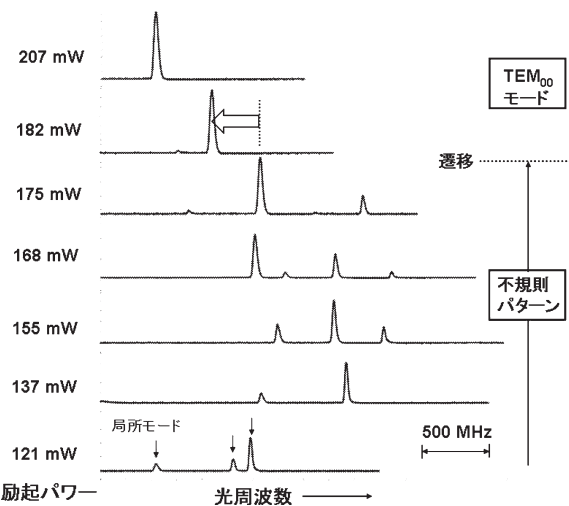 207 mW
TEM00
モード
182 mW
遷移
175 mW
168 mW
不規則
パターン
155 mW
137 mW
局所モード
500 MHz
121 mW
励起パワー
光周波数